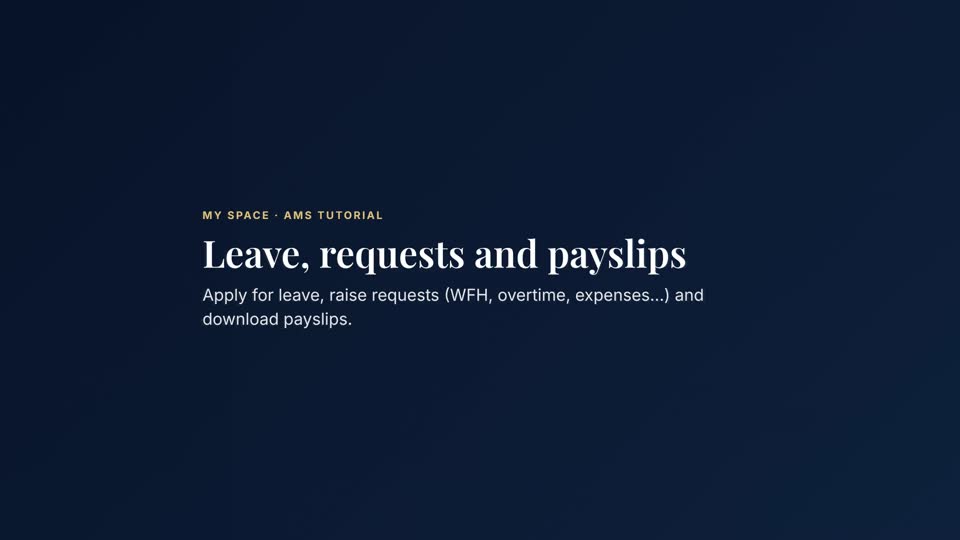 MY SPACE · AMS TUTORIAL
Leave, requests and payslips
Apply for leave, raise requests (WFH, overtime, expenses...) and
download payslips.